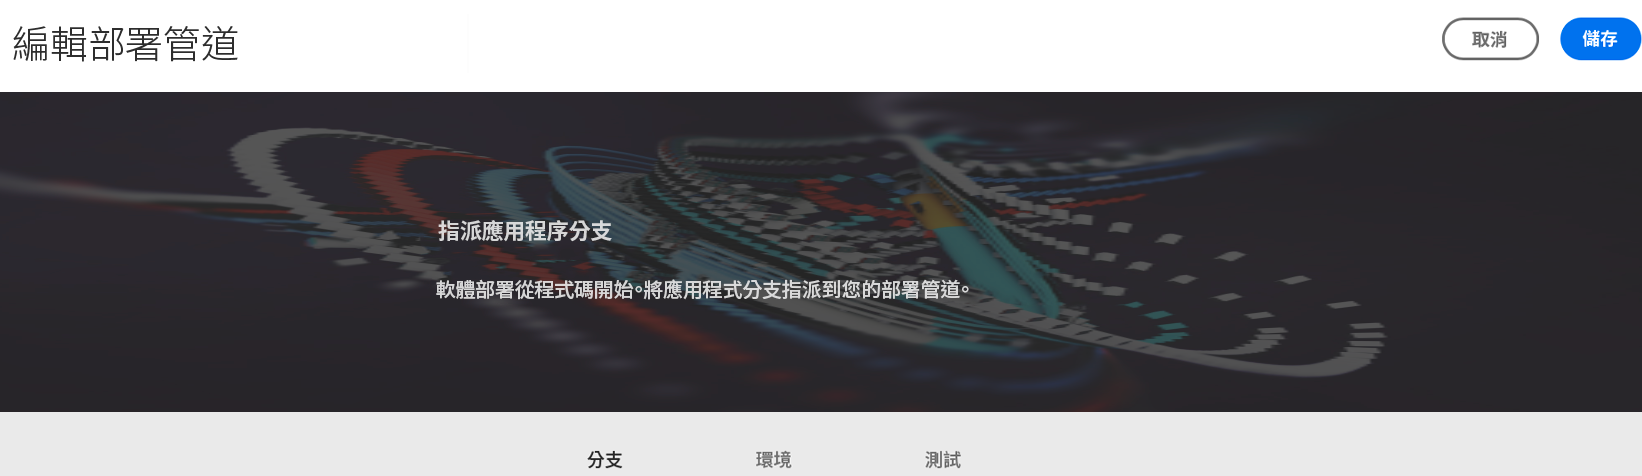 編輯部署管道
取消
儲存
指派應用程序分支
軟體部署從程式碼開始。將應用程式分支指派到您的部署管道。
分支
環境
測試